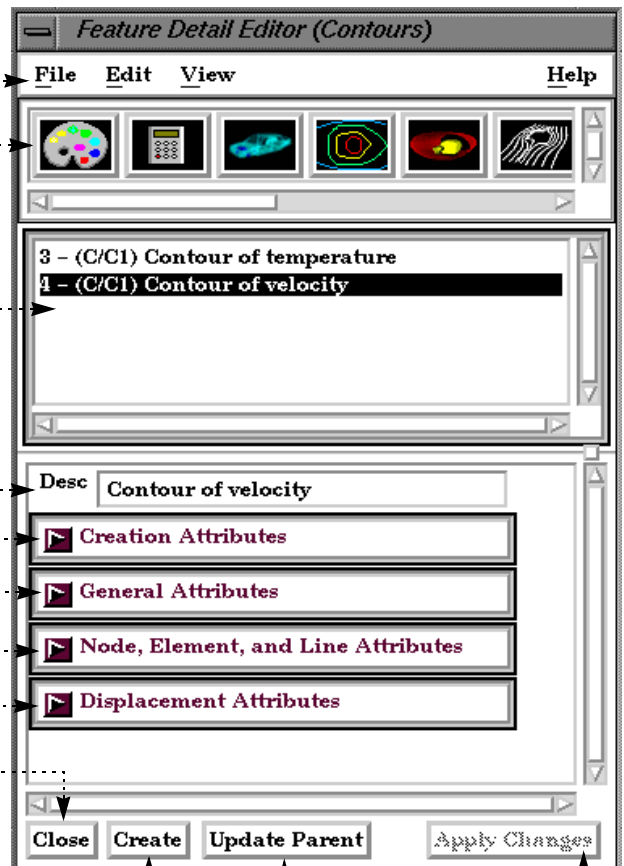 Feature Detail Editor (Contours)
File Edit View Help
3 – (C/C1) Contour of temperature
4 – (C/C1) Contour of velocity
Desc Contour of velocity
Creation Attributes
General Attributes
Node, Element, and Line Attributes
Displacement Attributes
Close Create Update Parent Apply Changes